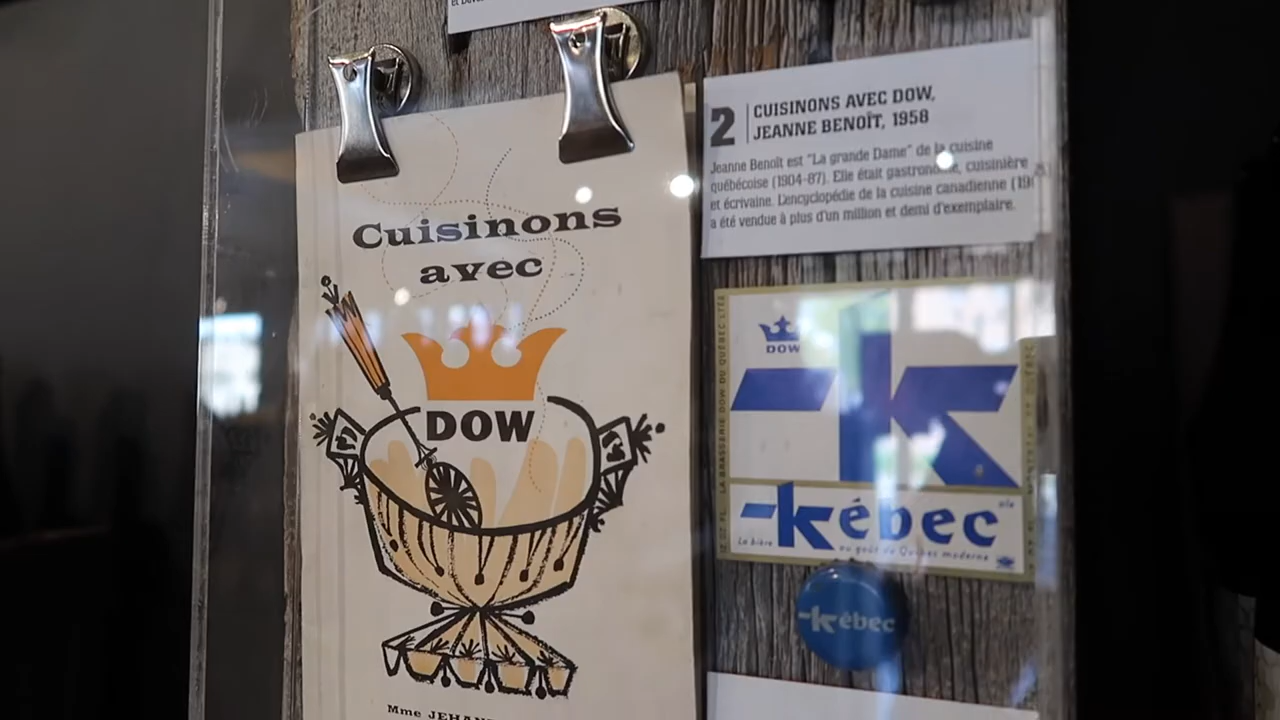 Cuisinons
avec
DOW
Mme
2
CUISINONS AVEC DOW,
JEANNE BENOÎT, 1958
Jeanne Benoît est "La grande Dame" de la cuisine
québécoise (1904-87). Elle était gastronome, cuisinière
et écrivaine. L'encyclopédie de la cuisine canadienne
a été vendue à plus d'un million et demi d'exemplaire.
DOW
k
LA BRASSERIE DOW DU QUÉBEC LTÉE
12 OZ. FL.
kébec
La bière au goût du Québec moderne
kébec